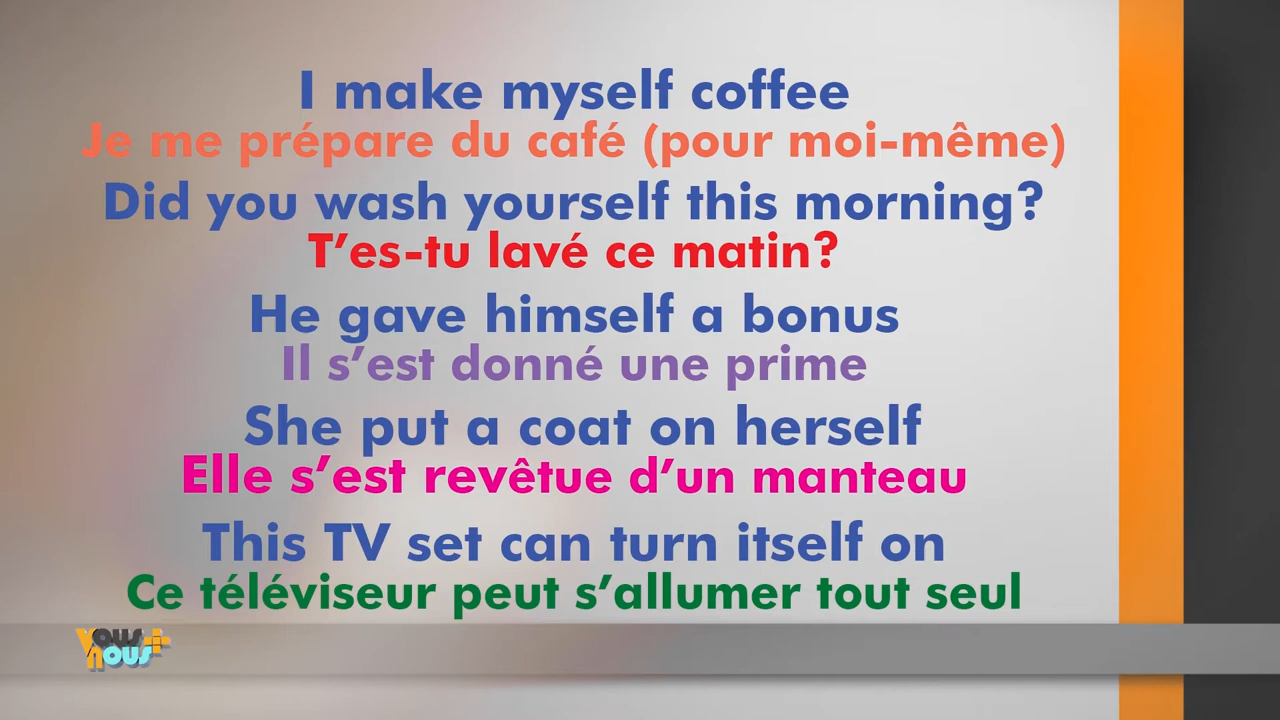 I make myself coffee
Je me prépare du café (pour moi-même)
Did you wash yourself this morning?
T’es-tu lavé ce matin?
He gave himself a bonus
Il s’est donné une prime
She put a coat on herself
Elle s’est revêtue d’un manteau
This TV set can turn itself on
Ce téléviseur peut s’allumer tout seul
Vous
nous+